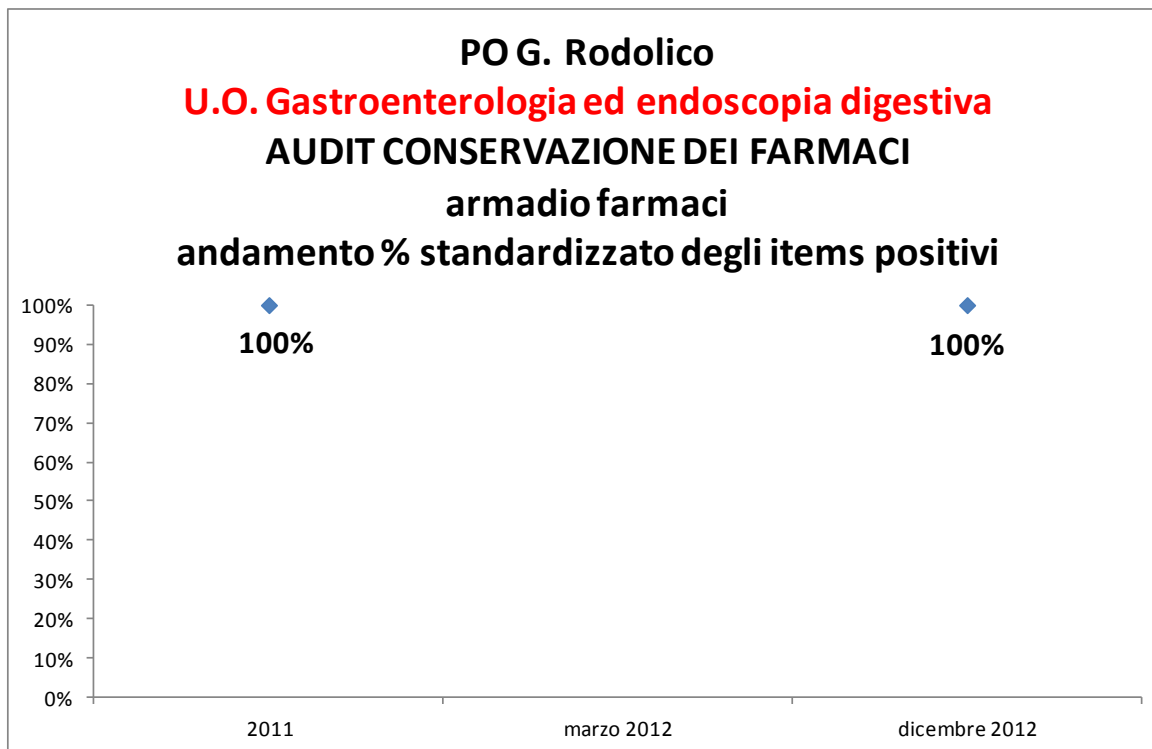 PO G. Rodolico
U.O. Gastroenterologia ed endoscopia digestiva
AUDIT CONSERVAZIONE DEI FARMACI
armadio farmaci
andamento % standardizzato degli items positivi
100%
90%
80%
70%
60%
50%
40%
30%
20%
10%
0%
100%
100%
2011
marzo 2012
dicembre 2012